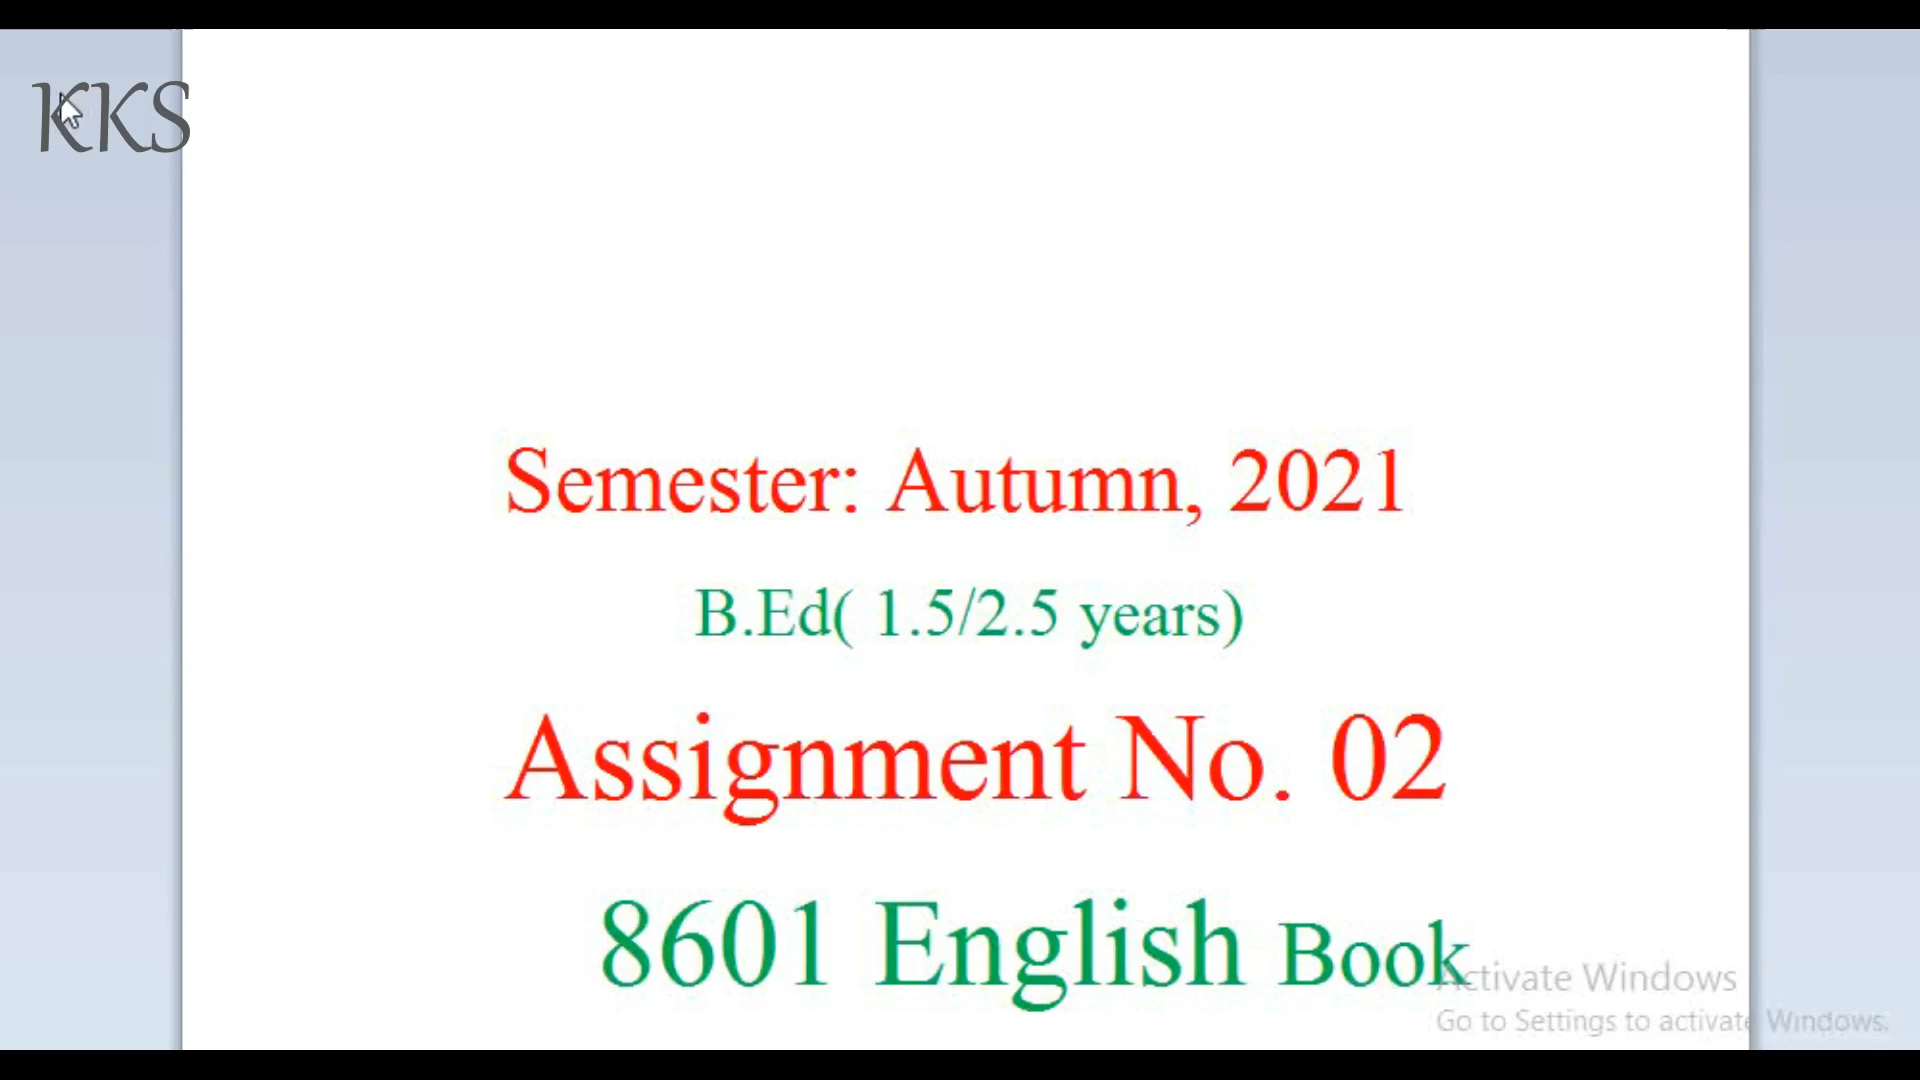 KKS
Semester: Autumn, 2021
B.Ed( 1.5/2.5 years)
Assignment No. 02
8601 English Book
Activate Windows
Go to Settings to activate Windows.